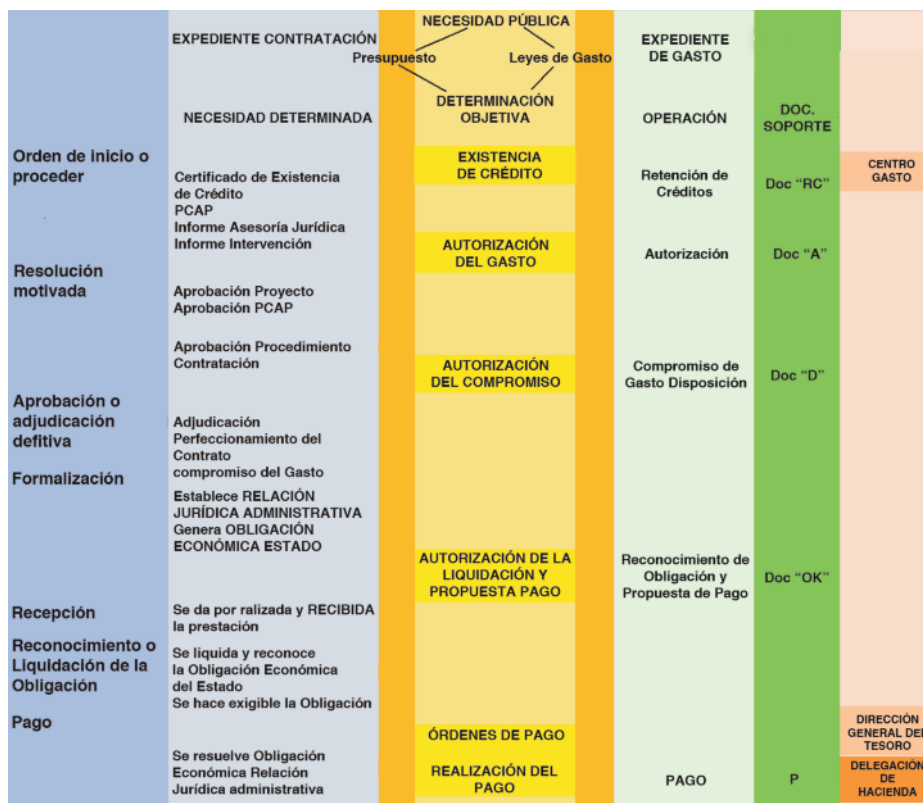 NECESIDAD PÚBLICA
EXPEDIENTE CONTRATACIÓN
EXPEDIENTE
DE GASTO
Presupuesto
Leyes de Gasto
DETERMINACIÓN
OBJETIVA
NECESIDAD DETERMINADA
OPERACIÓN
DOC.
SOPORTE
Orden de inicio o
proceder
EXISTENCIA
DE CRÉDITO
Certificado de Existencia
de Crédito
PCAP
Informe Asesoría Jurídica
Informe Intervención
Retención de
Créditos
Doc “RC”
CENTRO
GASTO
AUTORIZACIÓN
DEL GASTO
Autorización
Doc “A”
Resolución
motivada
Aprobación Proyecto
Aprobación PCAP
Aprobación Procedimiento
Contratación
AUTORIZACIÓN
DEL COMPROMISO
Compromiso de
Gasto Disposición
Doc “D”
Aprobación o
adjudicación
defitiva
Adjudicación
Perfeccionamiento del
Contrato
compromiso del Gasto
Formalización
Establece RELACIÓN
JURÍDICA ADMINISTRATIVA
Genera OBLIGACIÓN
ECONÓMICA ESTADO
AUTORIZACIÓN DE LA
LIQUIDACIÓN Y
PROPUESTA PAGO
Reconocimiento de
Obligación y
Propuesta de Pago
Doc “OK”
Recepción
Se da por ralizada y RECIBIDA
la prestación
Reconocimiento o
Liquidación de la
Obligación
Se liquida y reconoce
la Obligación Económica
del Estado
Se hace exigible la Obligación
Pago
ÓRDENES DE PAGO
DIRECCIÓN
GENERAL DEL
TESORO
Se resuelve Obligación
Económica Relación
Jurídica administrativa
REALIZACIÓN DEL
PAGO
PAGO
P
DELEGACIÓN
DE
HACIENDA